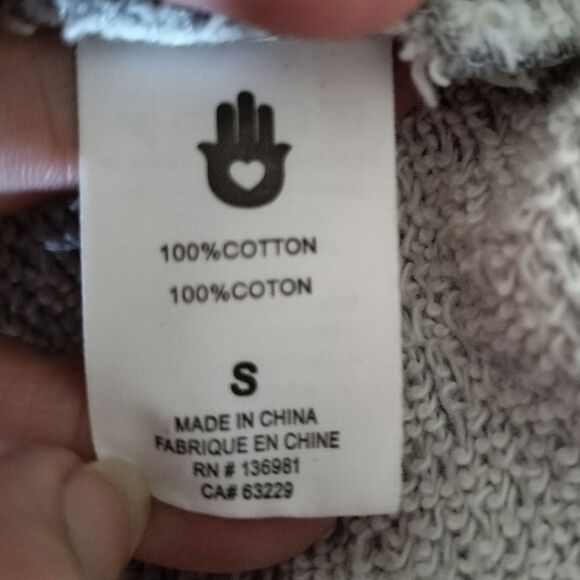 100%COTTON
100%COTON
S
MADE IN CHINA
FABRIQUE EN CHINE
RN # 136981
CA# 63229